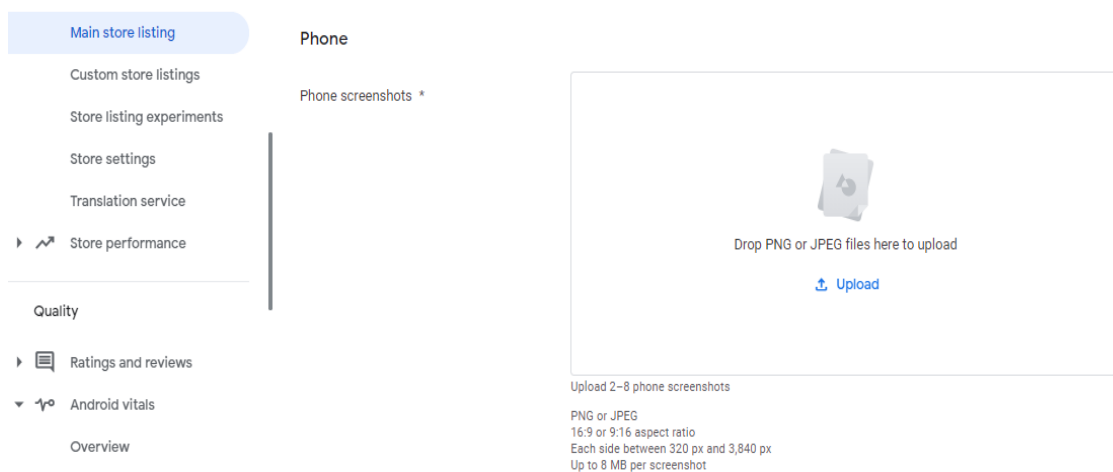 Main store listing
Custom store listings
Store listing experiments
Store settings
Translation service
Store performance
Quality
Ratings and reviews
Android vitals
Overview
Phone
Phone screenshots *
Drop PNG or JPEG files here to upload
Upload
Upload 2–8 phone screenshots
PNG or JPEG
16:9 or 9:16 aspect ratio
Each side between 320 px and 3,840 px
Up to 8 MB per screenshot